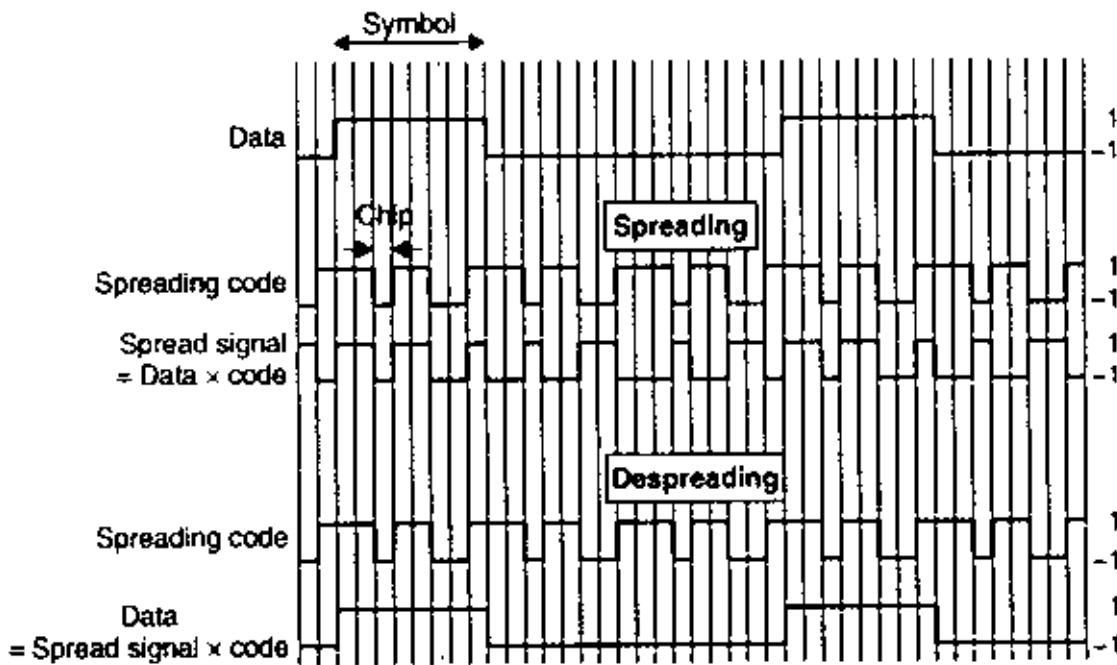 Symbol
Data
1
-1
Chip
Spreading
Spreading code
1
-1
Spread signal
= Data × code
1
-1
Despreading
Spreading code
1
-1
Data
= Spread signal × code
1
-1